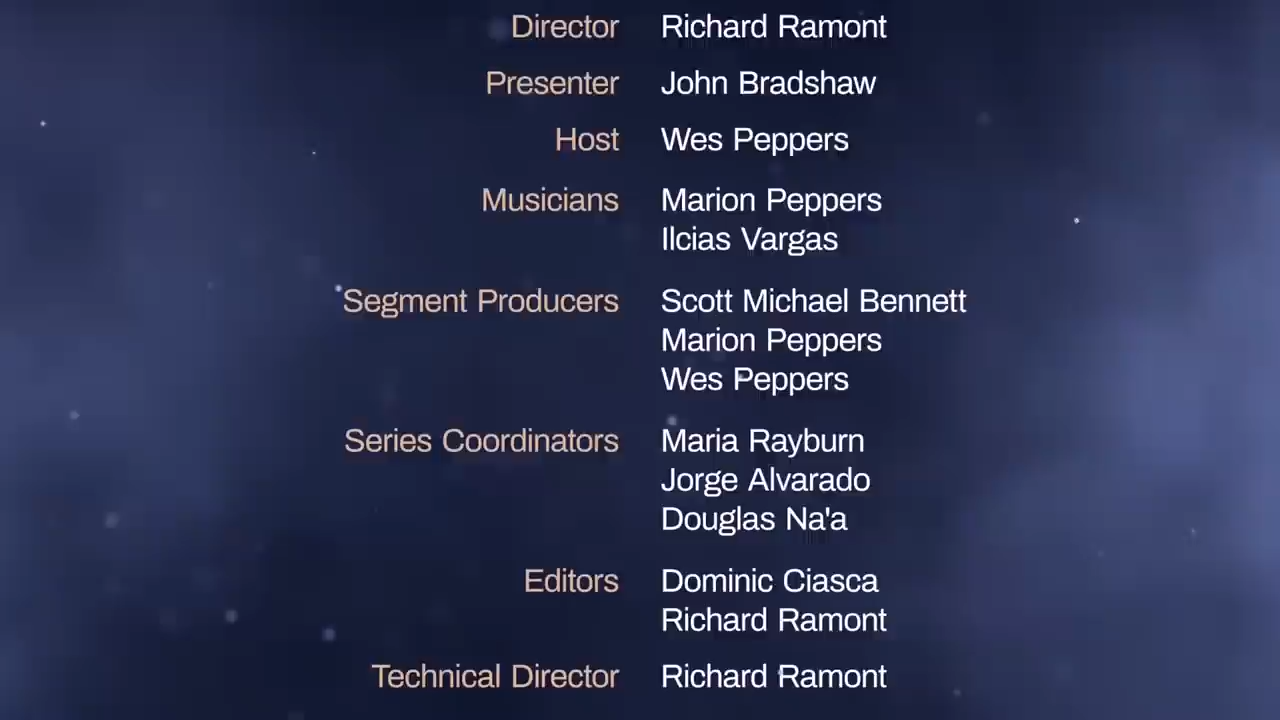 Director Richard Ramont
Presenter John Bradshaw
Host Wes Peppers
Musicians Marion Peppers
Ilcias Vargas
Segment Producers Scott Michael Bennett
Marion Peppers
Wes Peppers
Series Coordinators Maria Rayburn
Jorge Alvarado
Douglas Na'a
Editors Dominic Ciasca
Richard Ramont
Technical Director Richard Ramont